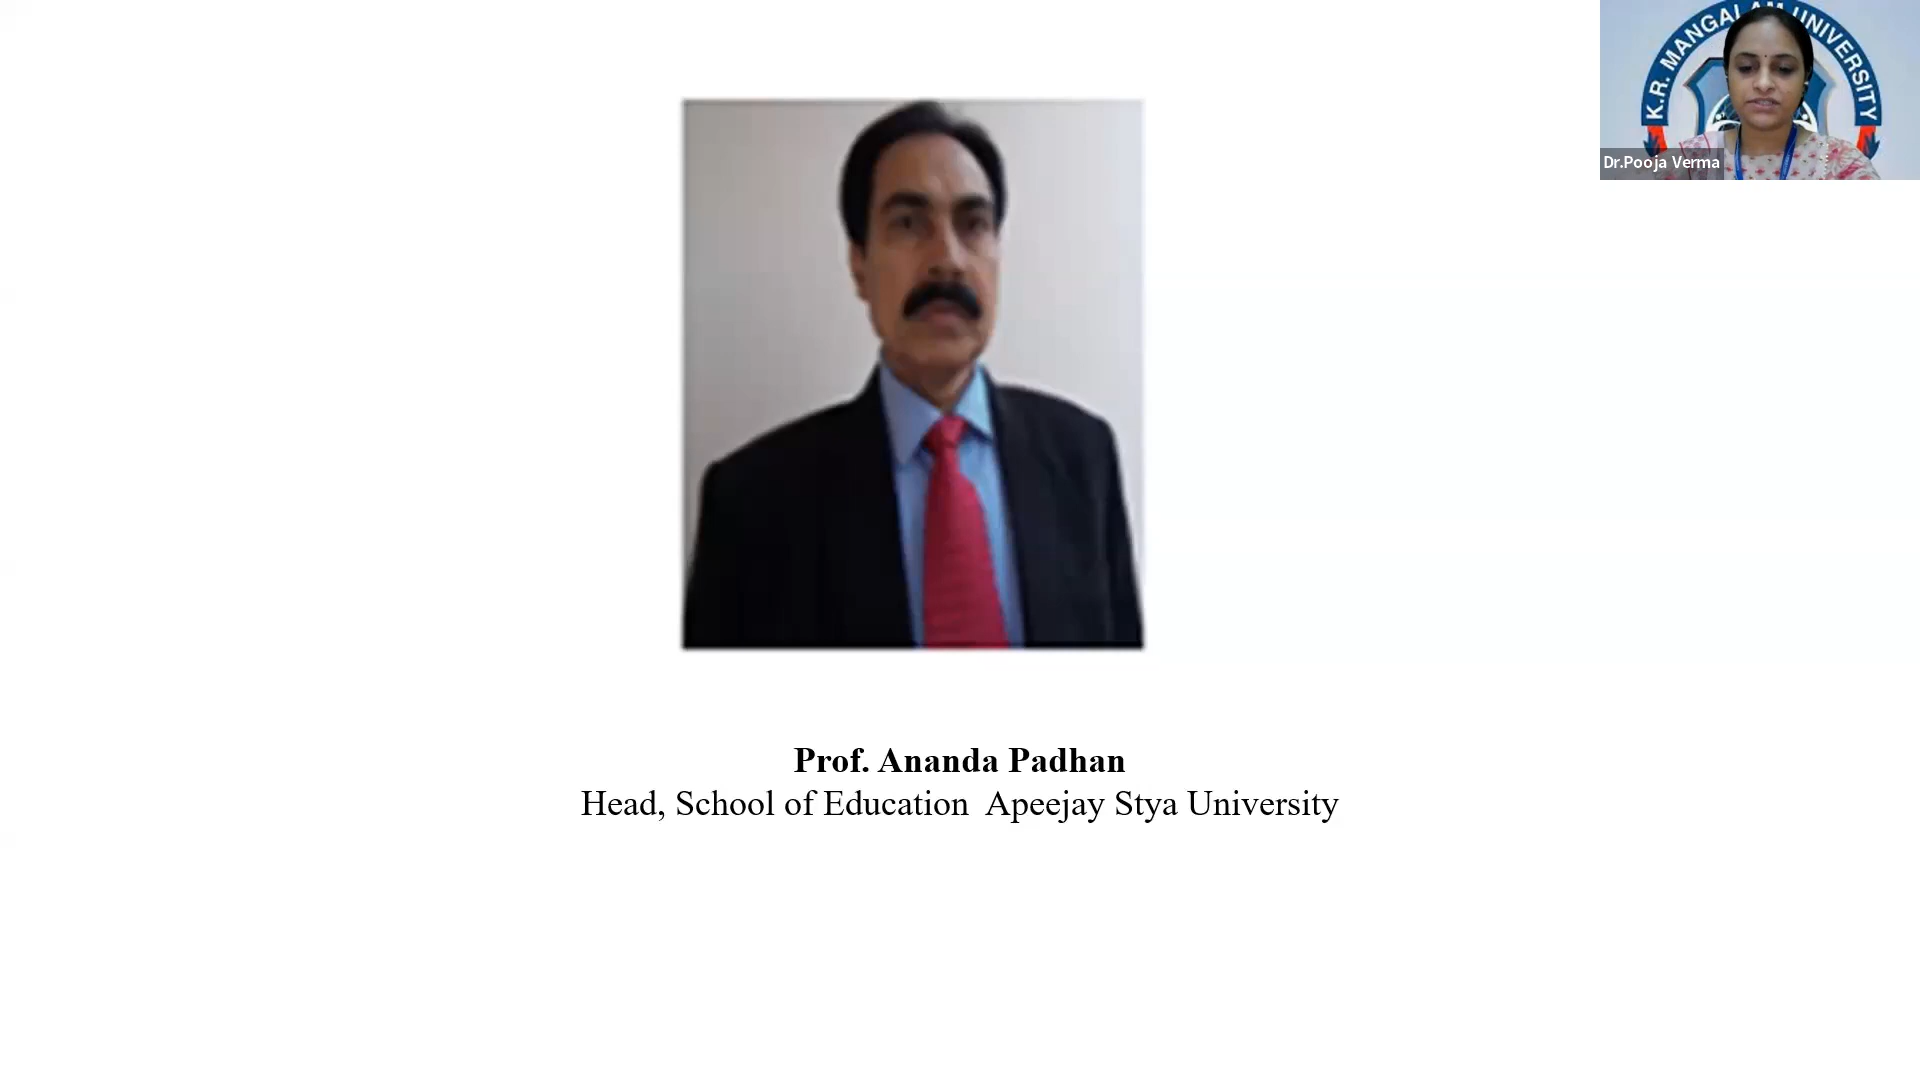 K.R. MANGALAM UNIVERSITY
Dr.Pooja Verma
Prof. Ananda Padhan
Head, School of Education Apeejay Stya University